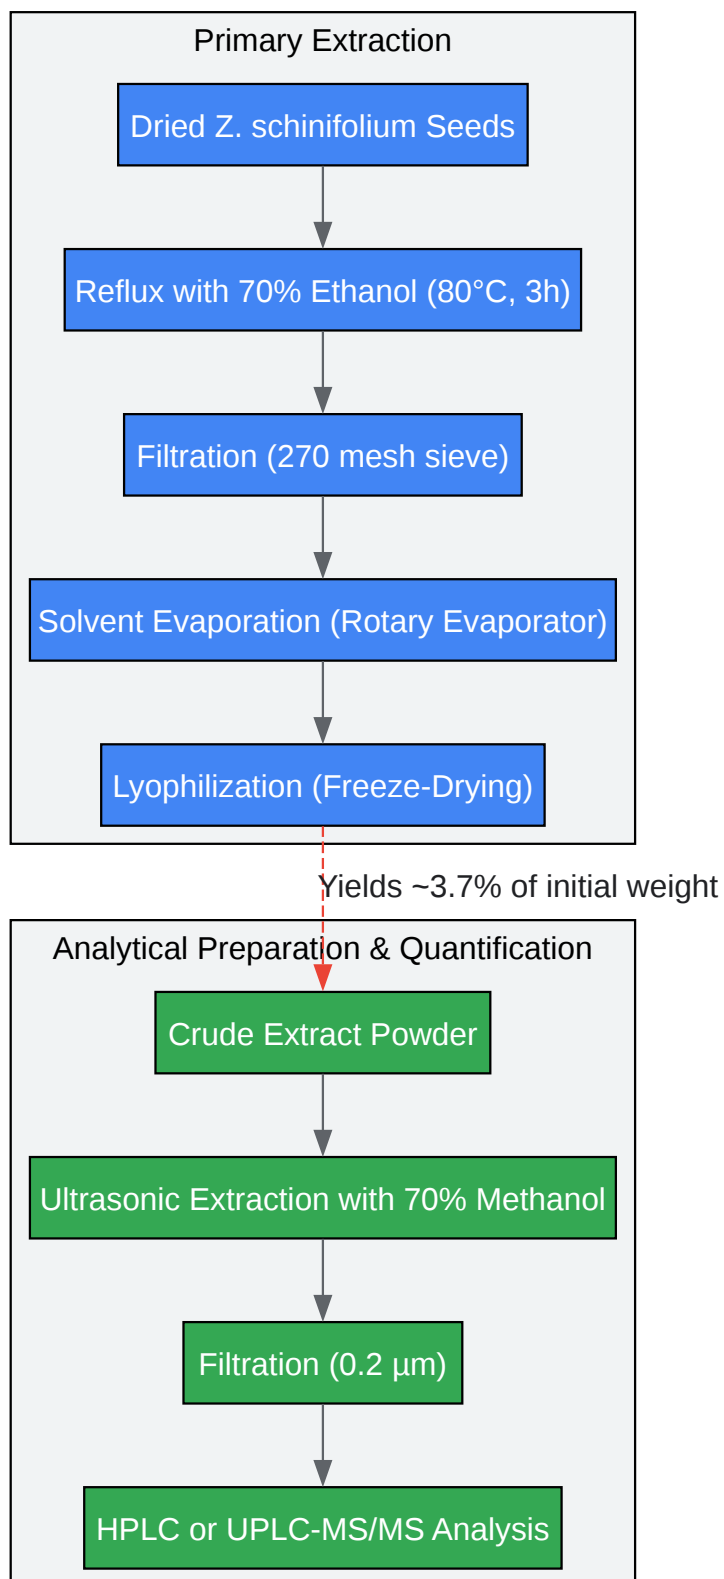 Primary Extraction
Dried Z. schinifolium Seeds
Reflux with 70% Ethanol (80°C, 3h)
Filtration (270 mesh sieve)
Solvent Evaporation (Rotary Evaporator)
Lyophilization (Freeze-Drying)
Yields ~3.7% of initial weight
Analytical Preparation & Quantification
Crude Extract Powder
Ultrasonic Extraction with 70% Methanol
Filtration (0.2 µm)
HPLC or UPLC-MS/MS Analysis